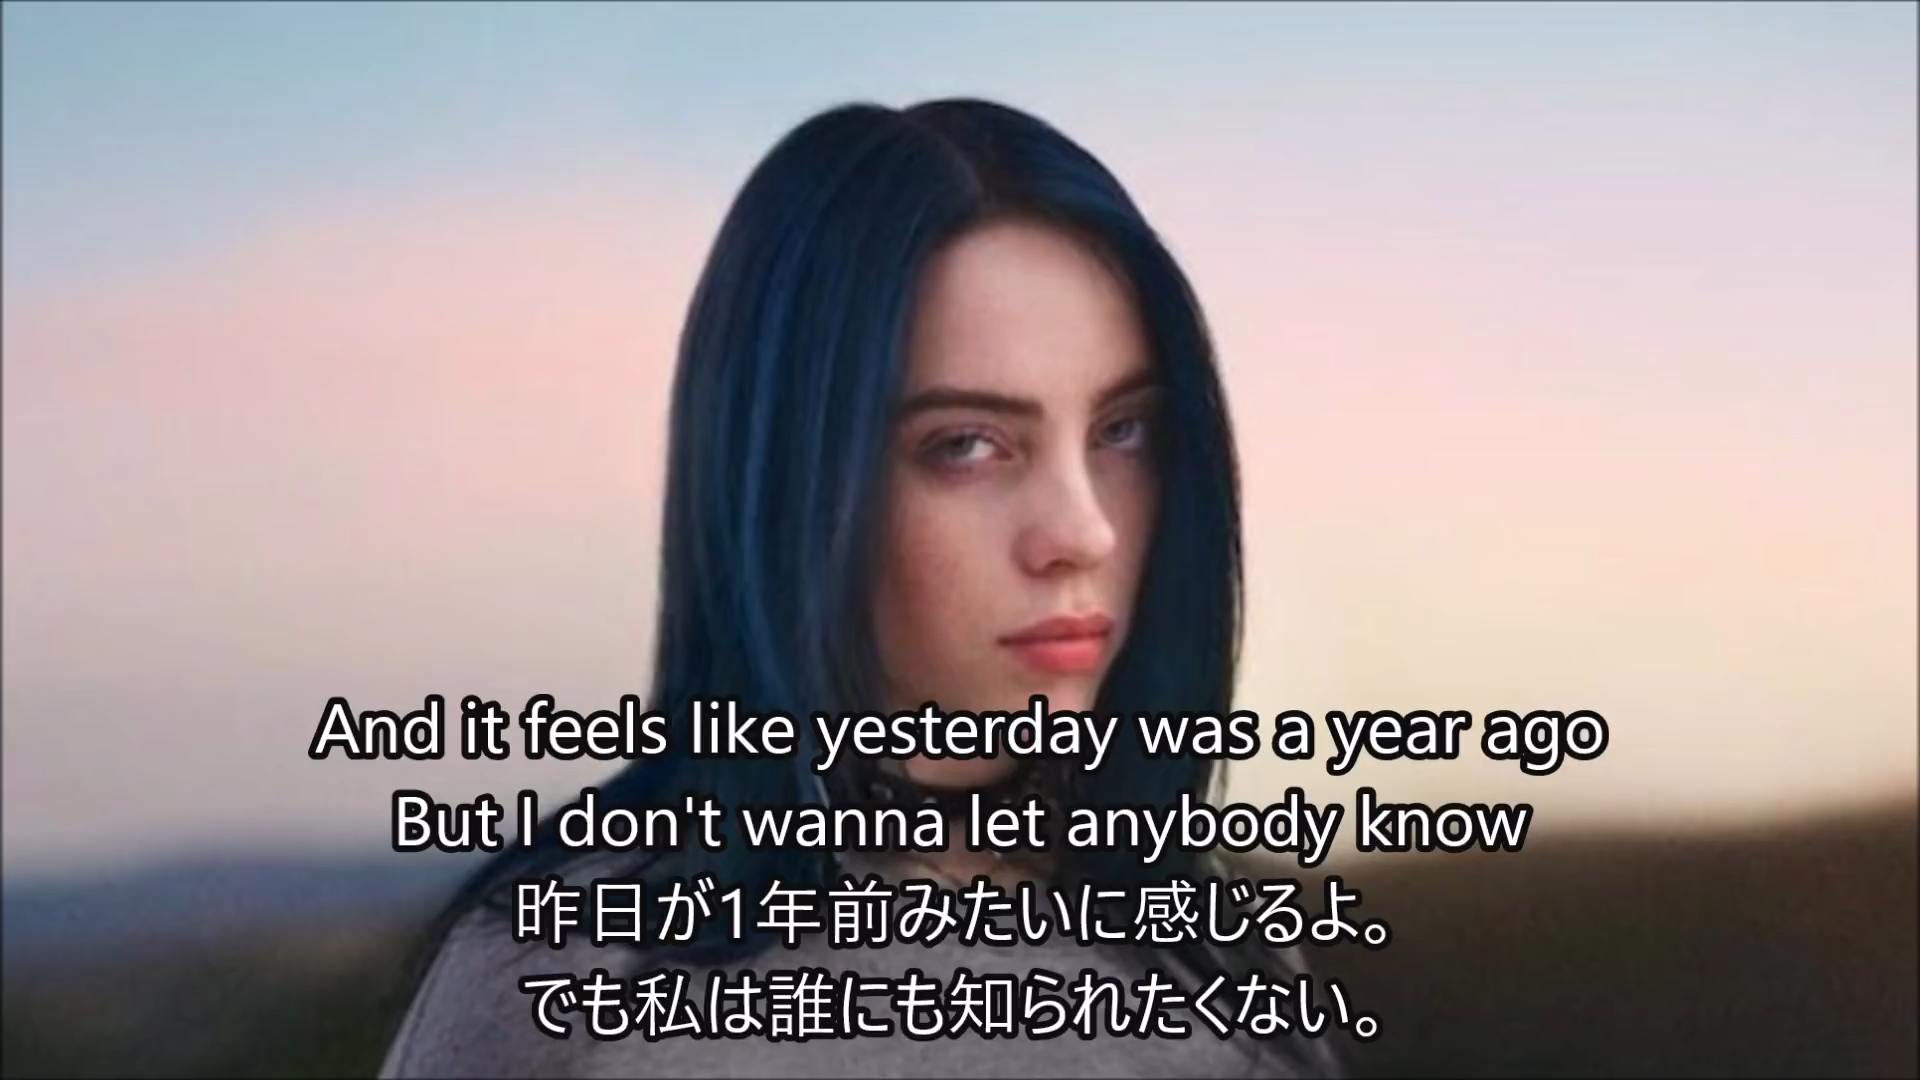 And it feels like yesterday was a year ago
But I don't wanna let anybody know
昨日が1年前みたいに感じるよ。
でも私は誰にも知られたくない。